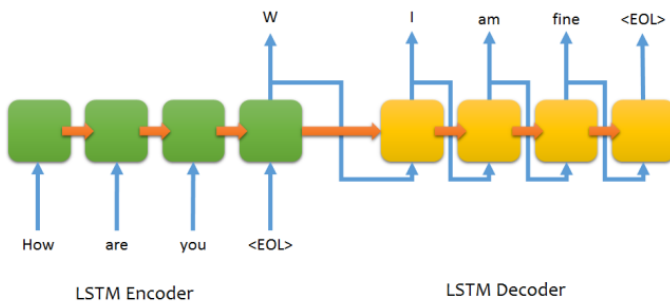 W I am fine <EOL>
How are you <EOL>
LSTM Encoder LSTM Decoder